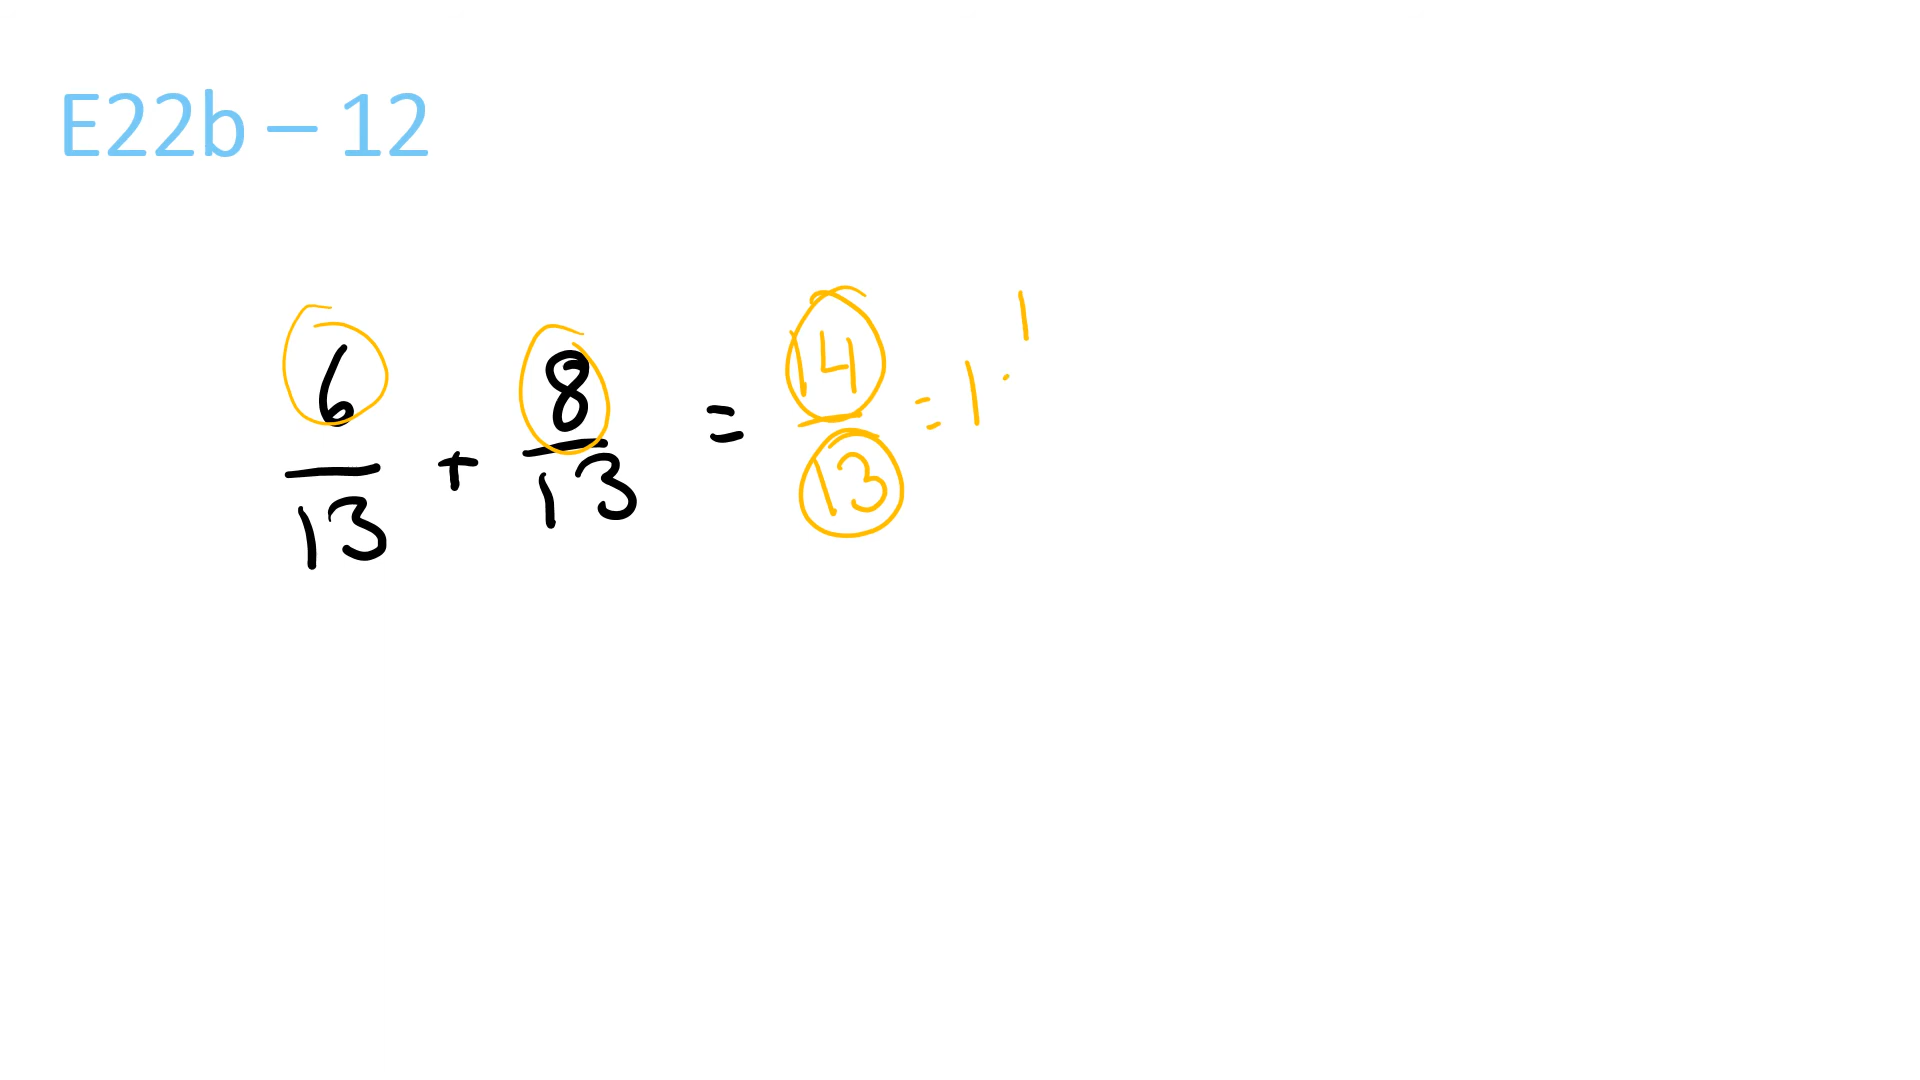 E22b – 12
6/13 + 8/13 = 14/13 = 1 1